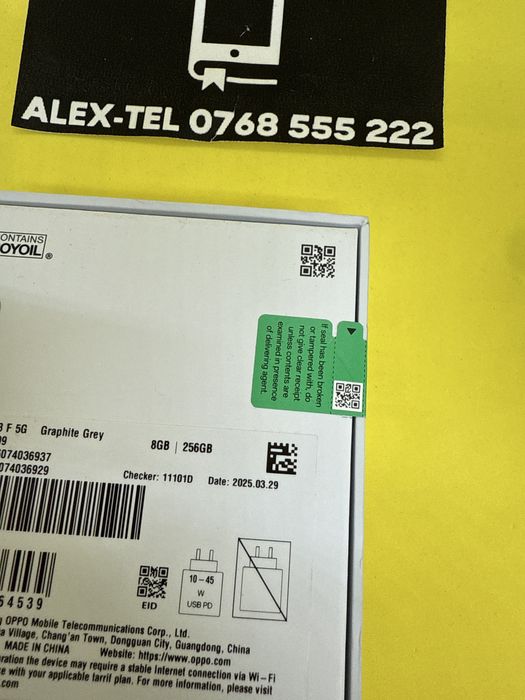 ALEX-TEL 0768 555 222
ONTAINS
OYOIL®
If seal has been broken
or tampered with, do
not give clear receipt
unless contents are
examined in presence
of delivering agent.
F 5G Graphite Grey
8GB | 256GB
074036937
074036929
Checker: 11101D Date: 2025.03.29
10-45
W
USB PD
EID
54539
OPPO Mobile Telecommunications Corp., Ltd.
a Village, Chang'an Town, Dongguan City, Guangdong, China
MADE IN CHINA Website: https://www.oppo.com
ration the device may require a stable Internet connection via Wi-Fi
e with your applicable tarrif plan. For more information, please visit
.com